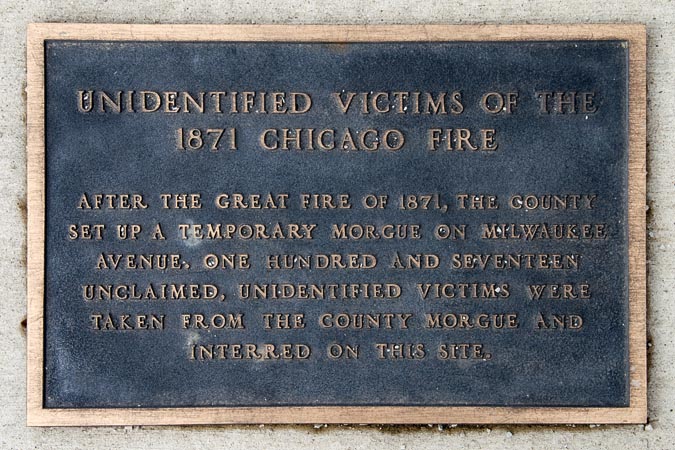 UNIDENTIFIED VICTIMS OF THE
1871 CHICAGO FIRE
AFTER THE GREAT FIRE OF 1871, THE COUNTY
SET UP A TEMPORARY MORGUE ON MILWAUKEE
AVENUE. ONE HUNDRED AND SEVENTEEN
UNCLAIMED, UNIDENTIFIED VICTIMS WERE
TAKEN FROM THE COUNTY MORGUE AND
INTERRED ON THIS SITE.